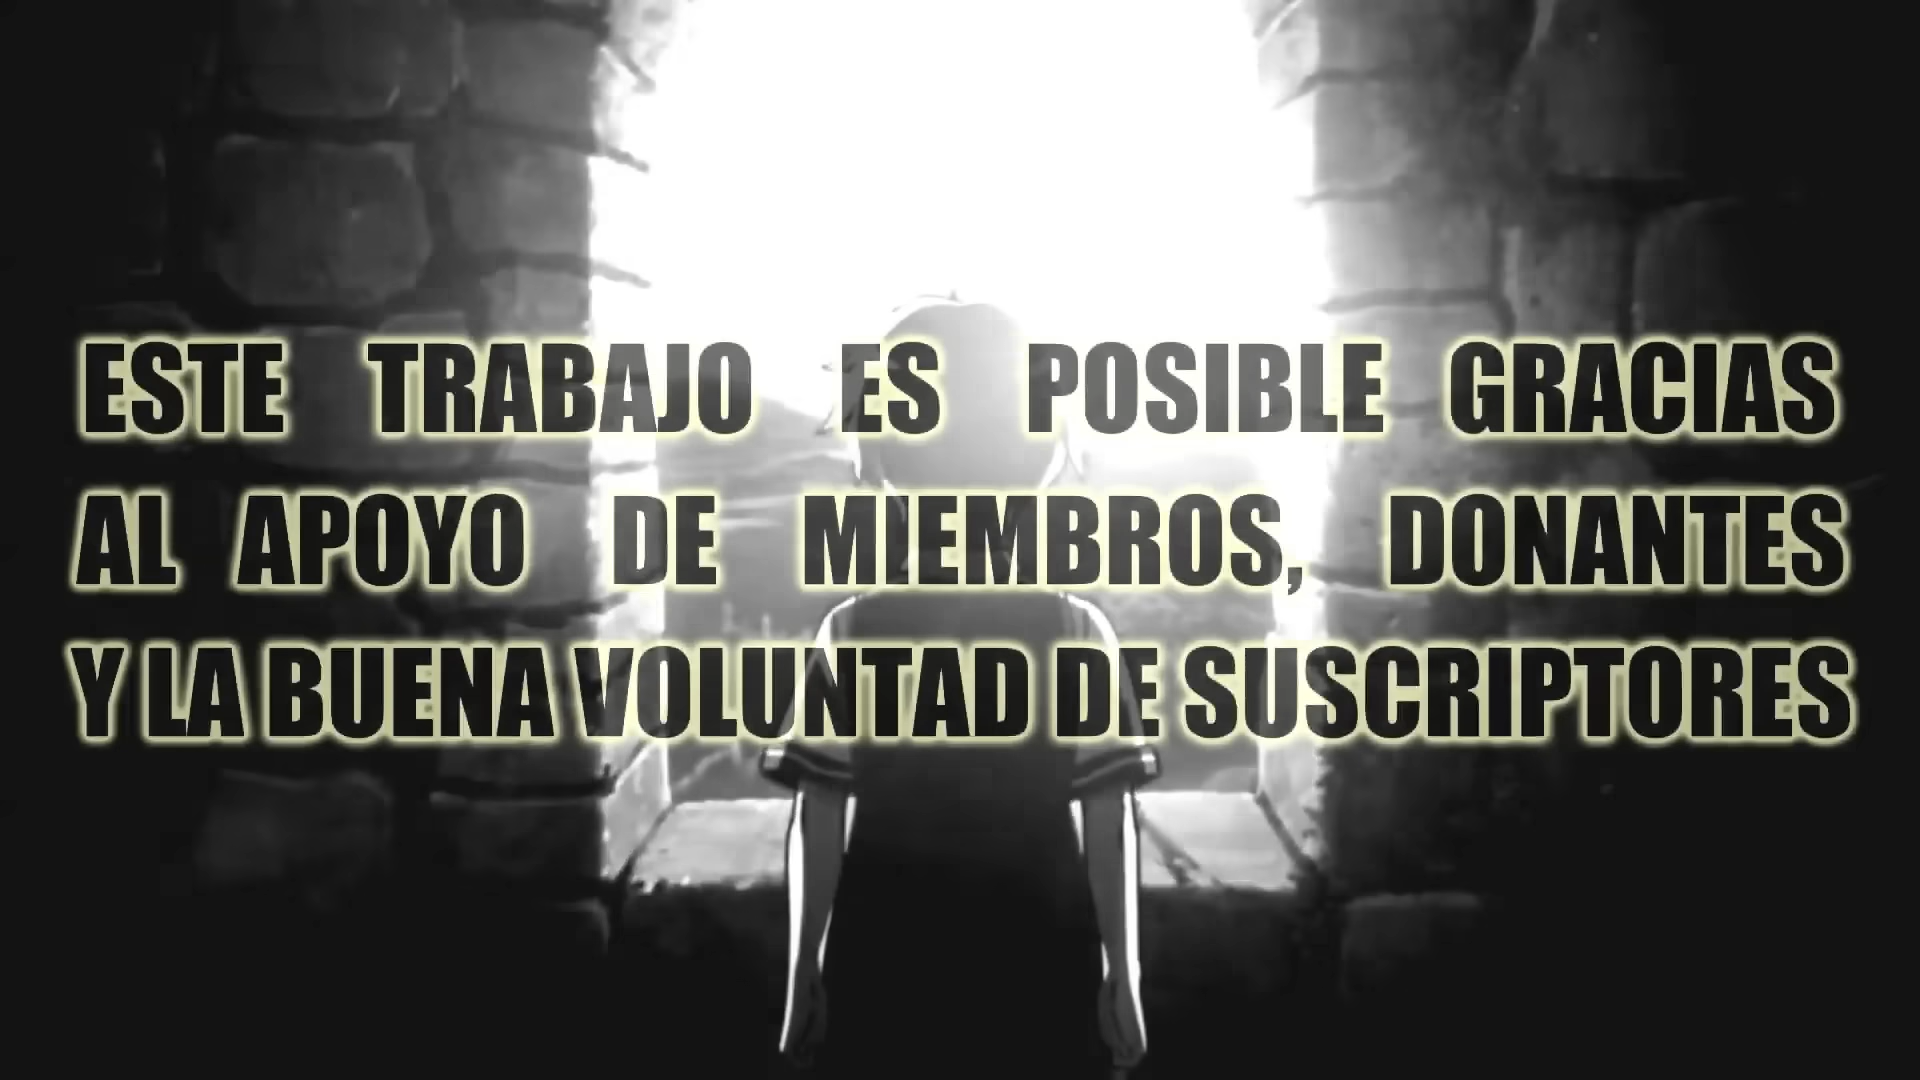 ESTE TRABAJO ES POSIBLE GRACIAS
AL APOYO DE MIEMBROS, DONANTES
Y LA BUENA VOLUNTAD DE SUSCRIPTORES